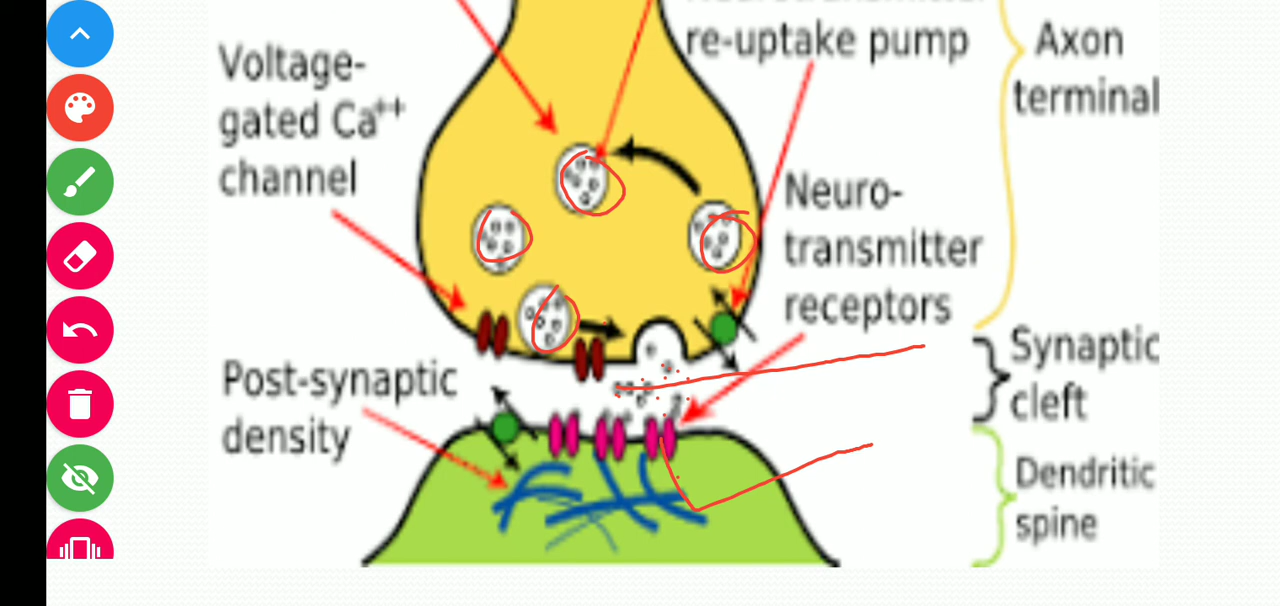 re-uptake pump
Axon
terminal
Voltage-
gated Ca++
channel
Neuro-
transmitter
receptors
Synaptic
cleft
Post-synaptic
density
Dendritic
spine